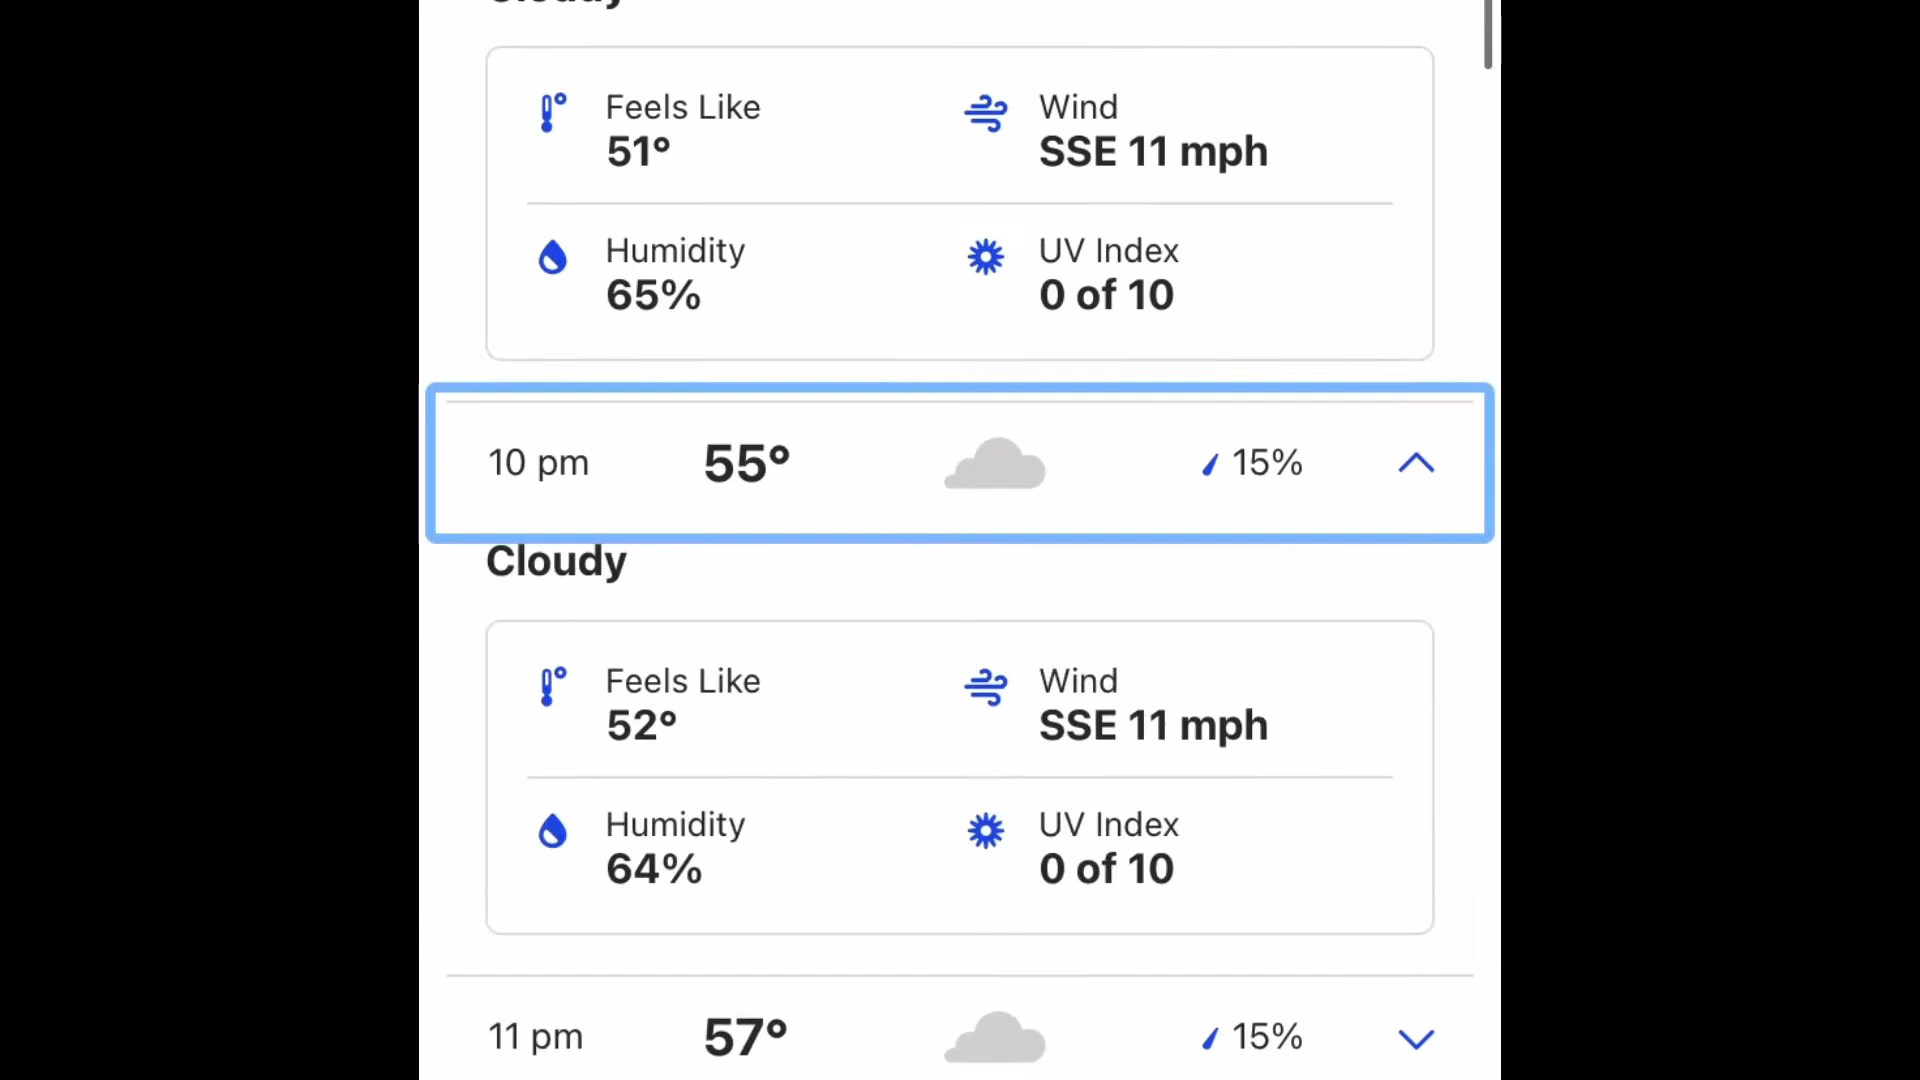 Cloudy
Feels Like
51°
Wind
SSE 11 mph
Humidity
65%
UV Index
0 of 10
10 pm 55° 15%
Cloudy
Feels Like
52°
Wind
SSE 11 mph
Humidity
64%
UV Index
0 of 10
11 pm 57° 15%